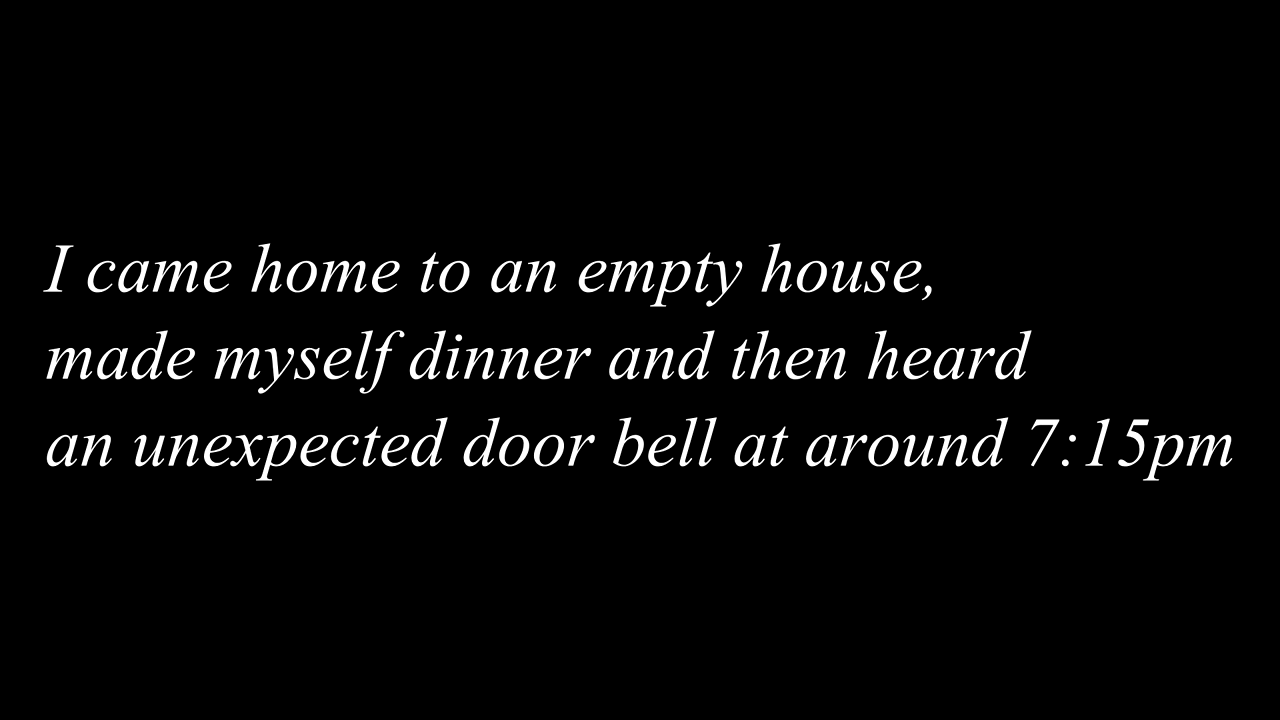 I came home to an empty house,
made myself dinner and then heard
an unexpected door bell at around 7:15pm